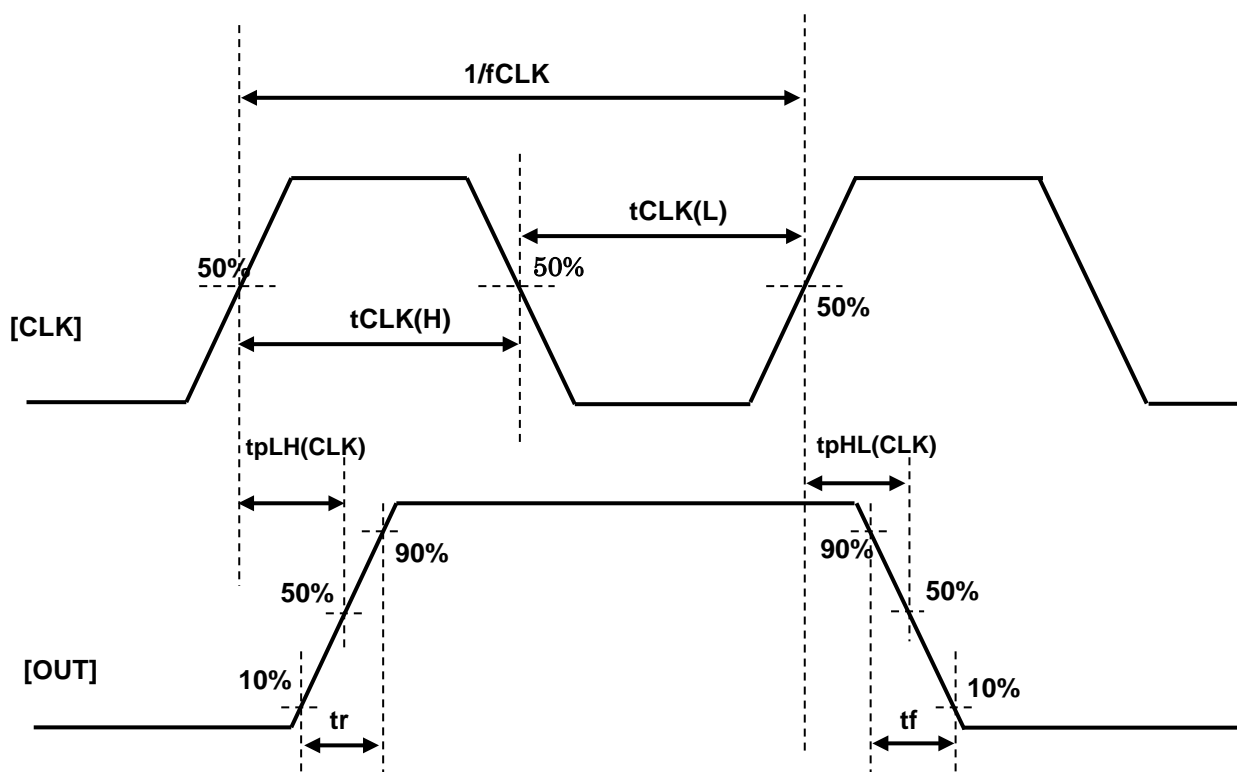 1/fCLK
tCLK(L)
50%
50%
50%
tCLK(H)
[CLK]
tpLH(CLK)
tpHL(CLK)
90%
90%
50%
50%
[OUT]
10%
10%
tr
tf